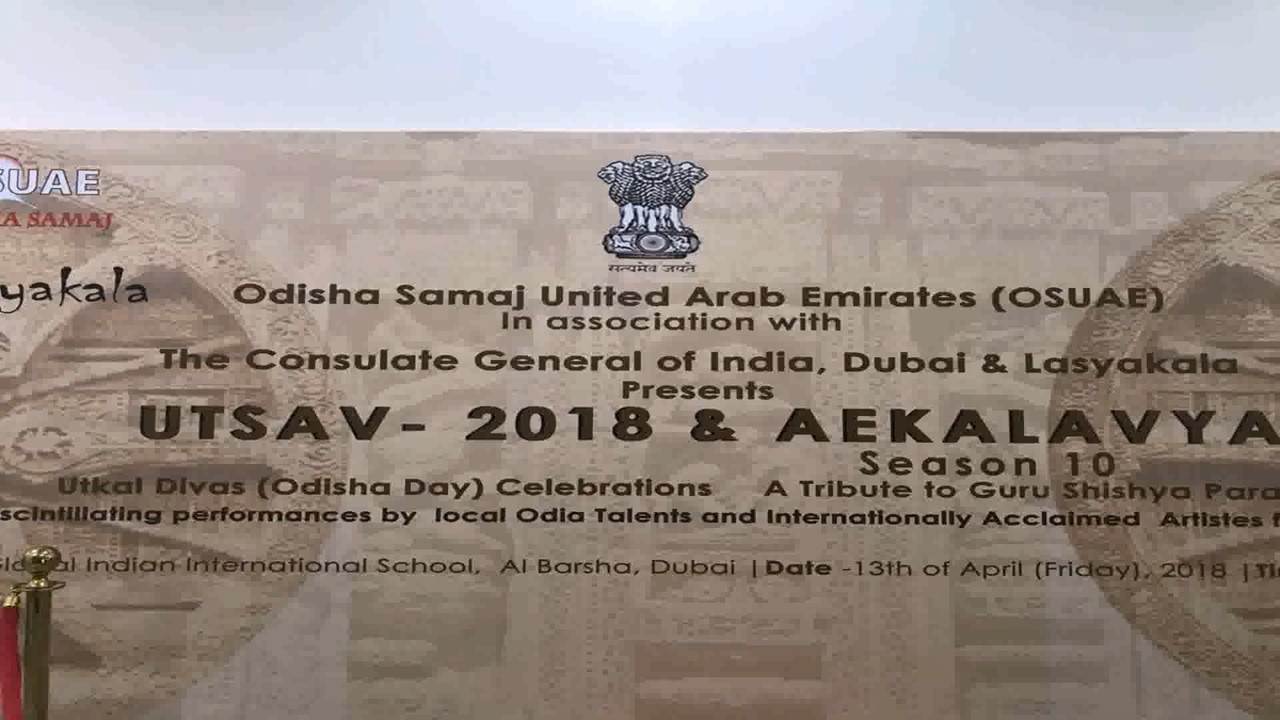 SUAE
A SAMAJ
yakala
सत्यमेव जयते
Odisha Samaj United Arab Emirates (OSUAE)
In association with
The Consulate General of India, Dubai & Lasyakala
Presents
UTSAV- 2018 & AEKALAVYA
Season 10
Utkal Divas (Odisha Day) Celebrations A Tribute to Guru Shishya Para
scintillating performances by local Odia Talents and Internationally Acclaimed Artistes
Indian International School, Al Barsha, Dubai | Date -13th of April (Friday), 2018 |